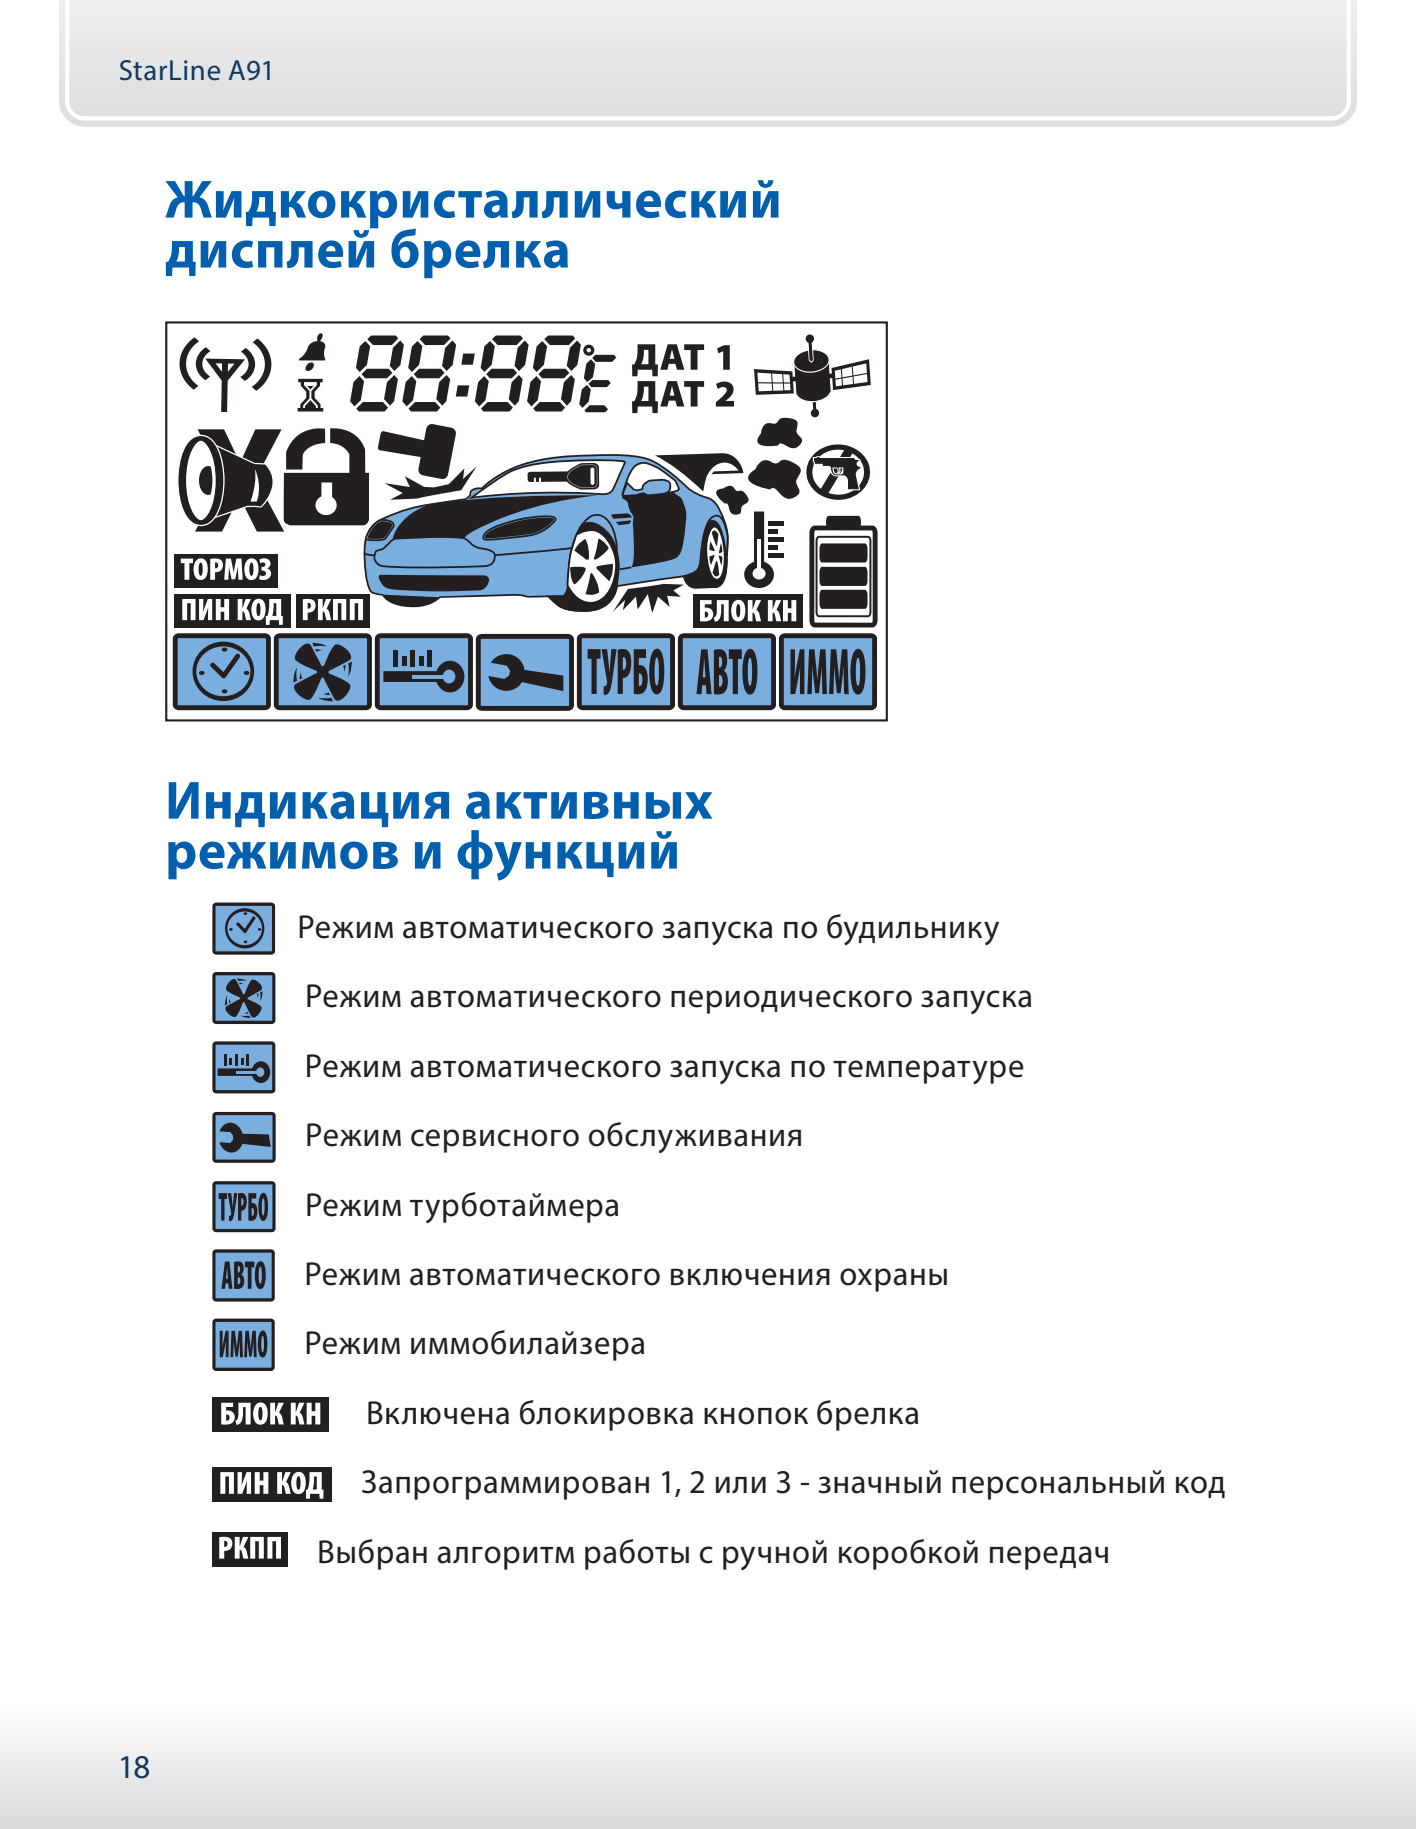 StarLine A91
Жидкокристаллический
дисплей брелка
88:88°C
ДАТ 1
ДАТ 2
ТОРМОЗ
ПИН КОД РКПП
БЛОК КН
ТУРБО АВТО ИММО
Индикация активных
режимов и функций
Режим автоматического запуска по будильнику
Режим автоматического периодического запуска
Режим автоматического запуска по температуре
Режим сервисного обслуживания
ТУРБО Режим турботаймера
АВТО Режим автоматического включения охраны
ИММО Режим иммобилайзера
БЛОК КН Включена блокировка кнопок брелка
ПИН КОД Запрограммирован 1, 2 или 3 - значный персональный код
РКПП Выбран алгоритм работы с ручной коробкой передач
18